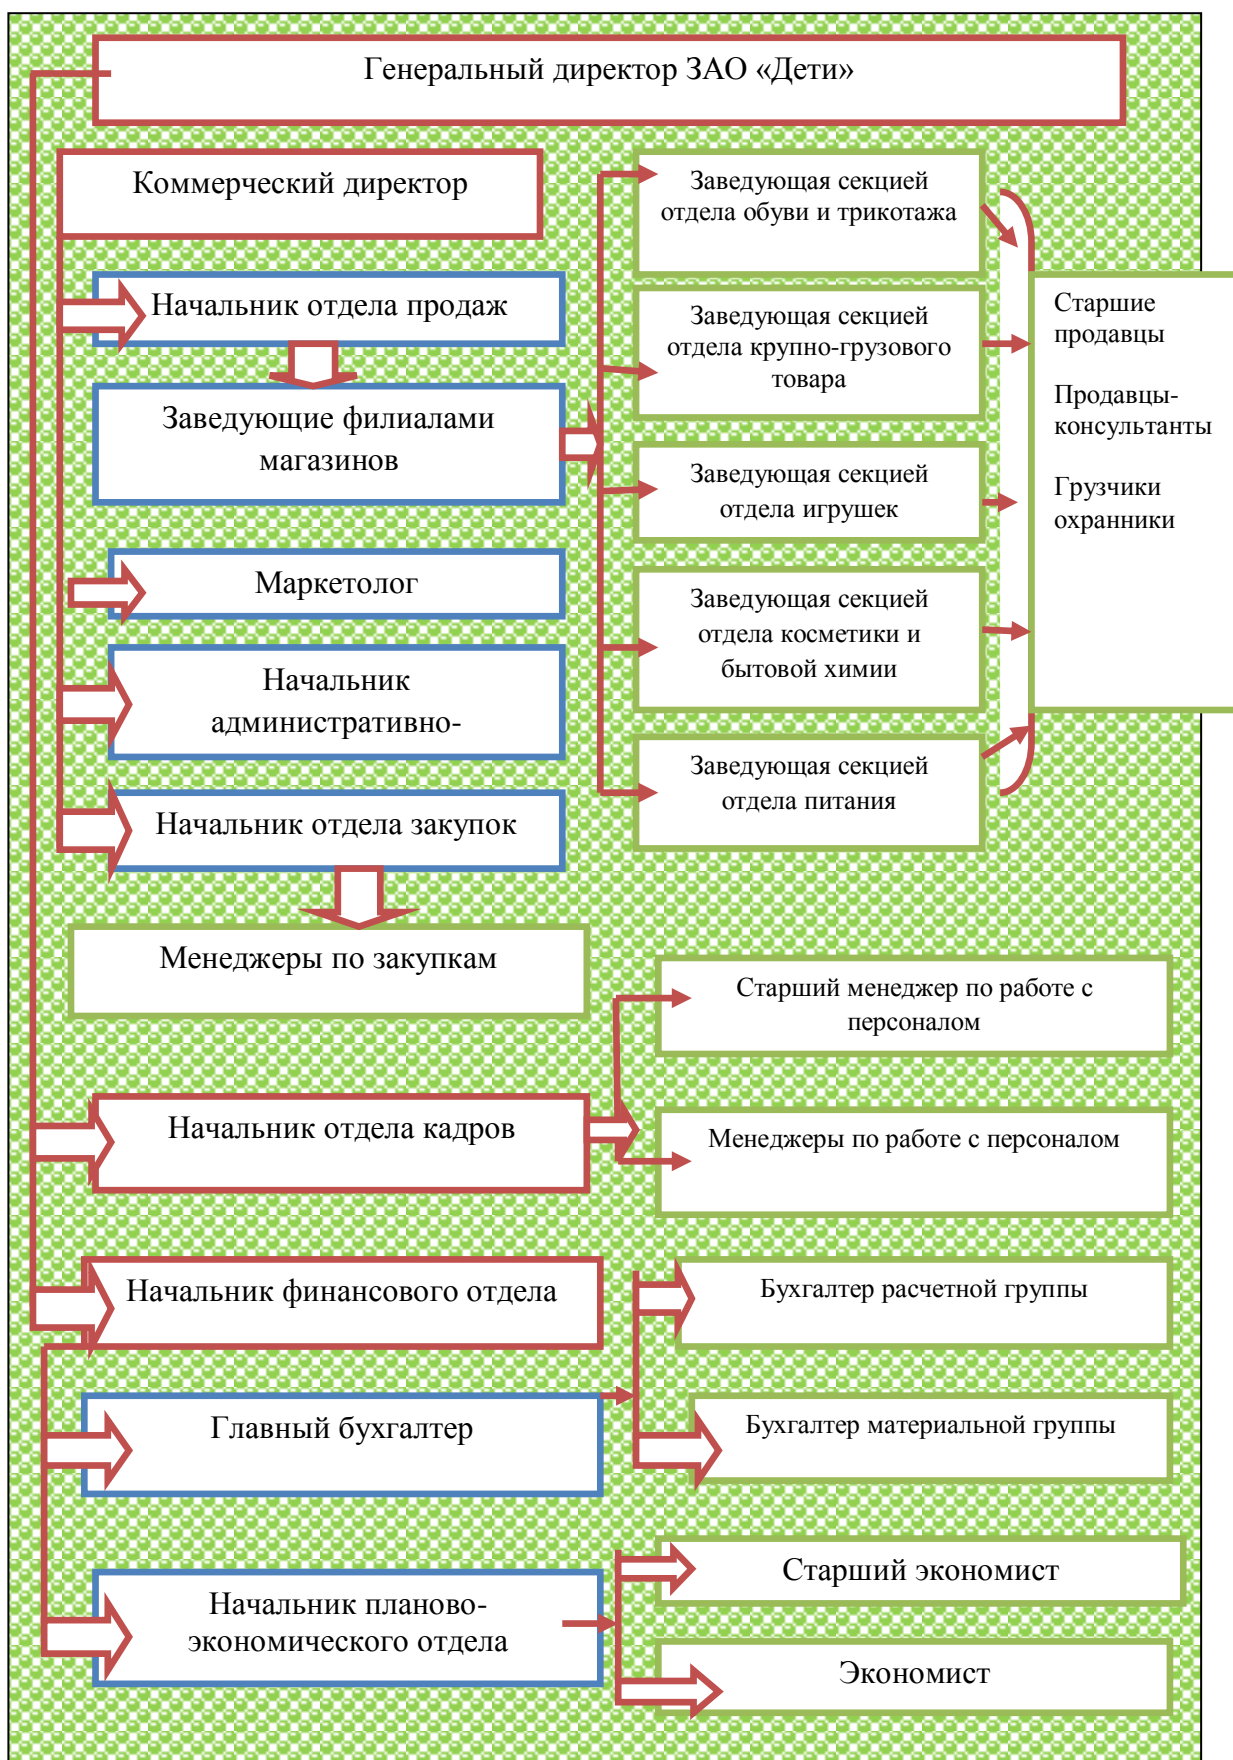 Генеральный директор ЗАО «Дети»
Коммерческий директор
Начальник отдела продаж
Заведующие филиалами
магазинов
Маркетолог
Начальник
административно-
Начальник отдела закупок
Менеджеры по закупкам
Заведующая секцией
отдела обуви и трикотажа
Заведующая секцией
отдела крупно-грузового
товара
Заведующая секцией
отдела игрушек
Заведующая секцией
отдела косметики и
бытовой химии
Заведующая секцией
отдела питания
Старшие
продавцы
Продавцы-
консультанты
Грузчики
охранники
Начальник отдела кадров
Старший менеджер по работе с
персоналом
Менеджеры по работе с персоналом
Начальник финансового отдела
Главный бухгалтер
Бухгалтер расчетной группы
Бухгалтер материальной группы
Начальник планово-
экономического отдела
Старший экономист
Экономист